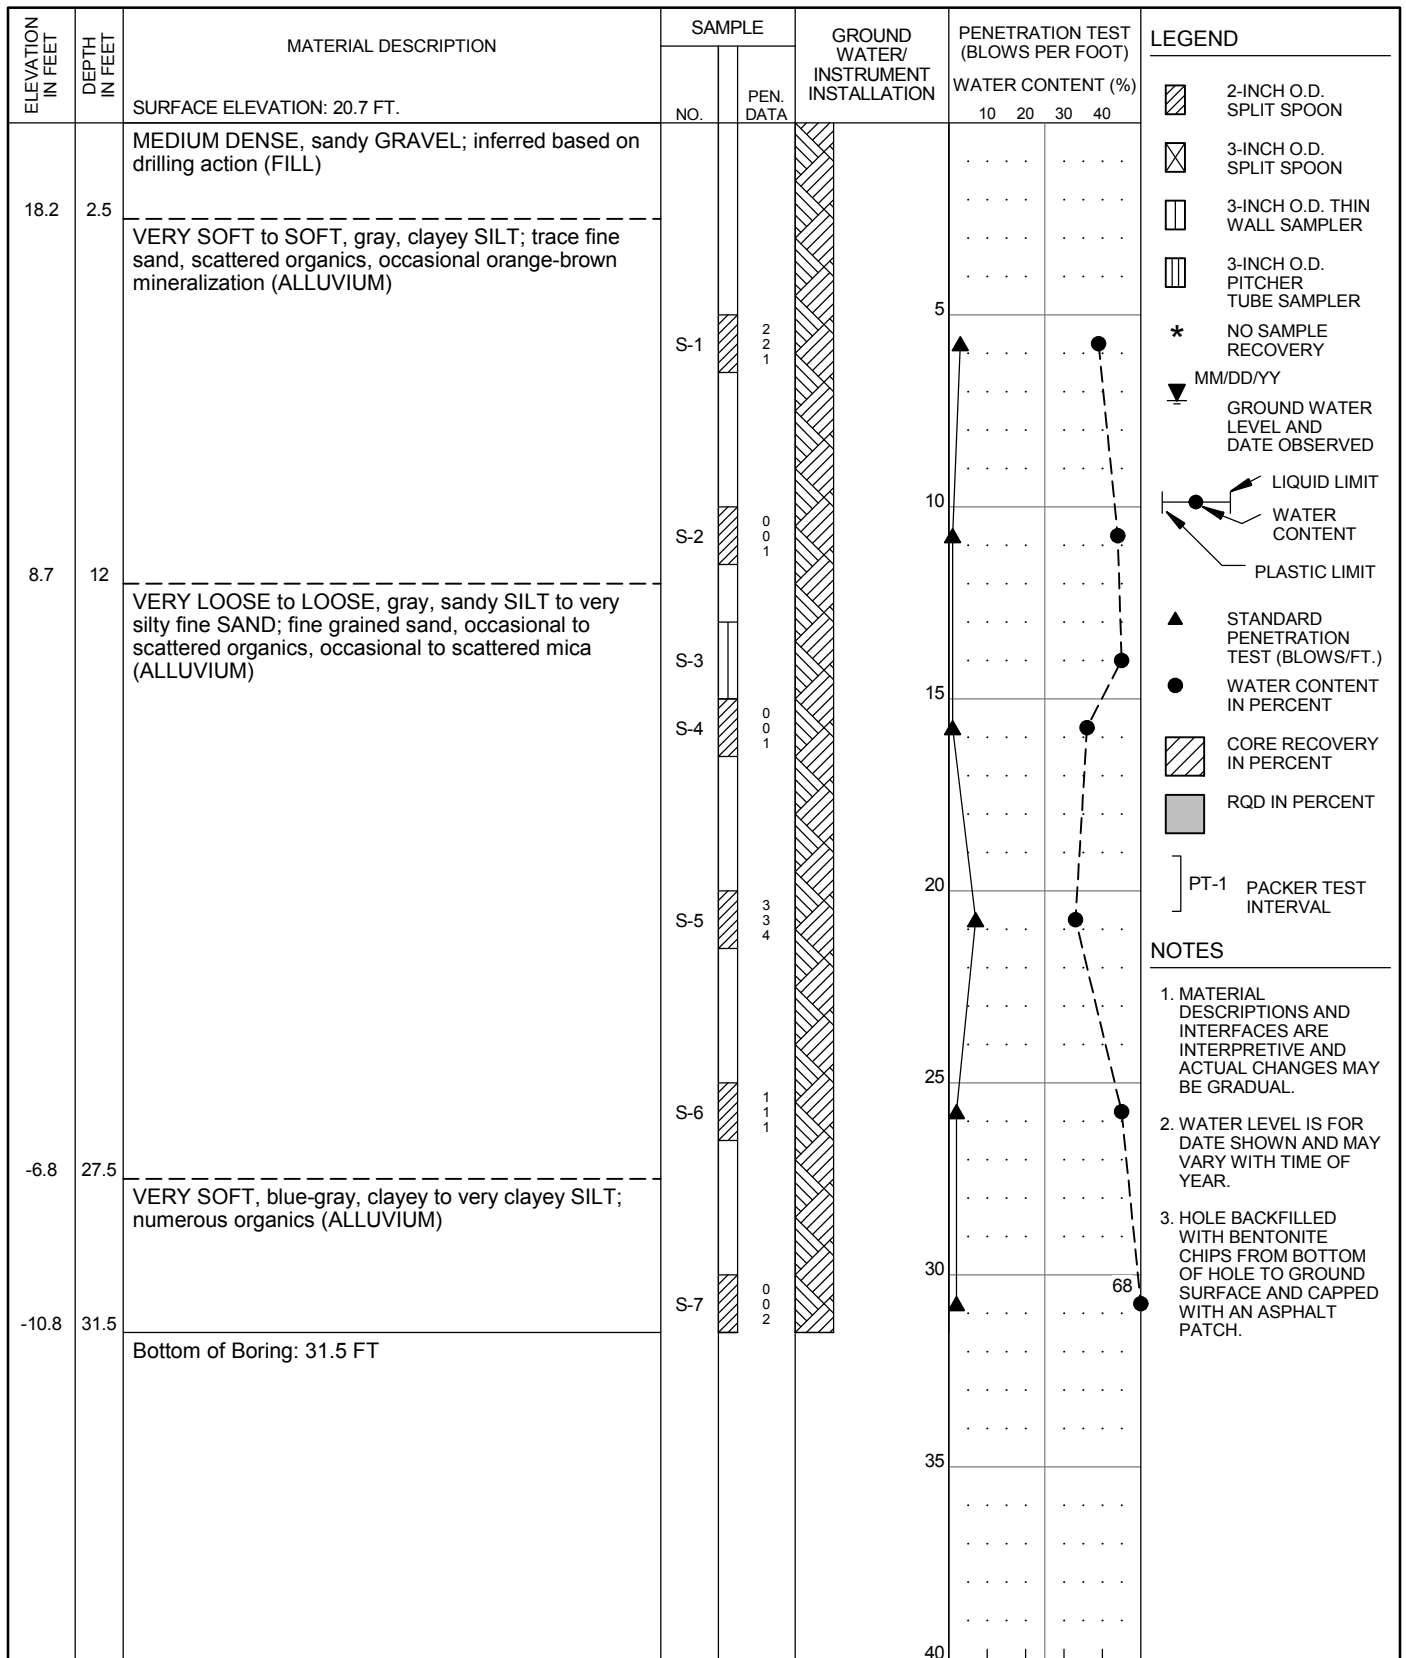 ELEVATION
IN FEET
DEPTH
IN FEET
MATERIAL DESCRIPTION
SURFACE ELEVATION: 20.7 FT.
SAMPLE
NO.
PEN.
DATA
GROUND
WATER/
INSTRUMENT
INSTALLATION
PENETRATION TEST
(BLOWS PER FOOT)
WATER CONTENT (%)
10 20 30 40
MEDIUM DENSE, sandy GRAVEL; inferred based on
drilling action (FILL)
18.2 2.5
VERY SOFT to SOFT, gray, clayey SILT; trace fine
sand, scattered organics, occasional orange-brown
mineralization (ALLUVIUM)
5
S-1
2
2
1
10
S-2
0
0
1
8.7 12
VERY LOOSE to LOOSE, gray, sandy SILT to very
silty fine SAND; fine grained sand, occasional to
scattered organics, occasional to scattered mica
(ALLUVIUM)
S-3
15
S-4
0
0
1
20
S-5
3
3
4
25
S-6
1
1
1
-6.8 27.5
VERY SOFT, blue-gray, clayey to very clayey SILT;
numerous organics (ALLUVIUM)
30
68
S-7
0
0
2
-10.8 31.5
Bottom of Boring: 31.5 FT
35
40
LEGEND
2-INCH O.D.
SPLIT SPOON
3-INCH O.D.
SPLIT SPOON
3-INCH O.D. THIN
WALL SAMPLER
3-INCH O.D.
PITCHER
TUBE SAMPLER
* NO SAMPLE
RECOVERY
MM/DD/YY
GROUND WATER
LEVEL AND
DATE OBSERVED
LIQUID LIMIT
WATER
CONTENT
PLASTIC LIMIT
STANDARD
PENETRATION
TEST (BLOWS/FT.)
WATER CONTENT
IN PERCENT
CORE RECOVERY
IN PERCENT
RQD IN PERCENT
PT-1 PACKER TEST
INTERVAL
NOTES
1. MATERIAL
DESCRIPTIONS AND
INTERFACES ARE
INTERPRETIVE AND
ACTUAL CHANGES MAY
BE GRADUAL.
2. WATER LEVEL IS FOR
DATE SHOWN AND MAY
VARY WITH TIME OF
YEAR.
3. HOLE BACKFILLED
WITH BENTONITE
CHIPS FROM BOTTOM
OF HOLE TO GROUND
SURFACE AND CAPPED
WITH AN ASPHALT
PATCH.